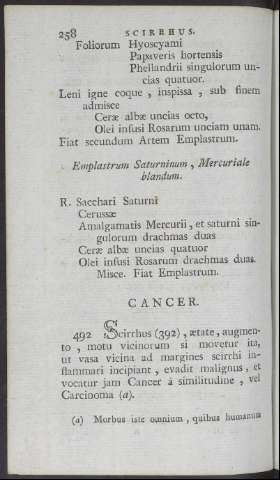 258 SCIRRHUS.
Foliorum Hyoscyami
Papaveris hortensis
Phellandrii singulorum un-
cias quatuor.
Leni igne coque , inspissa , sub finem
admisce
Ceræ albæ uncias octo,
Olei infusi Rosarum unciam unam.
Fiat secundum Artem Emplastrum.
Emplastrum Saturninum , Mercuriale
blandum.
R. Sacchari Saturni
Cerussæ
Amalgamatis Mercurii , et saturni sin-
gulorum drachmas duas
Ceræ albæ uncias quatuor
Olei infusi Rosarum drachmas duas.
Misce. Fiat Emplastrum.
CANCER.
492 Scirrhus (392) , ætate , augmen-
to , motu vicinorum si movetur ita,
ut vasa vicina ad margines scirrhi in-
flammari incipiant , evadit malignus , et
vocatur jam Cancer à similitudine , vel
Carcinoma (a).
(a) Morbus iste omnium , quibus humanum